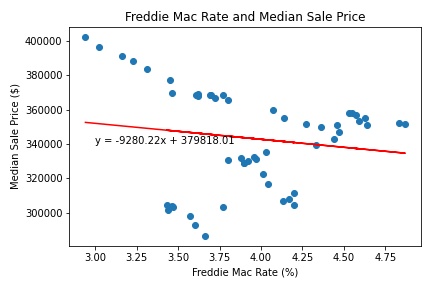 Freddie Mac Rate and Median Sale Price
400000
380000
360000
340000
320000
300000
Median Sale Price ($)
y = -9280.22x + 379818.01
3.00 3.25 3.50 3.75 4.00 4.25 4.50 4.75
Freddie Mac Rate (%)